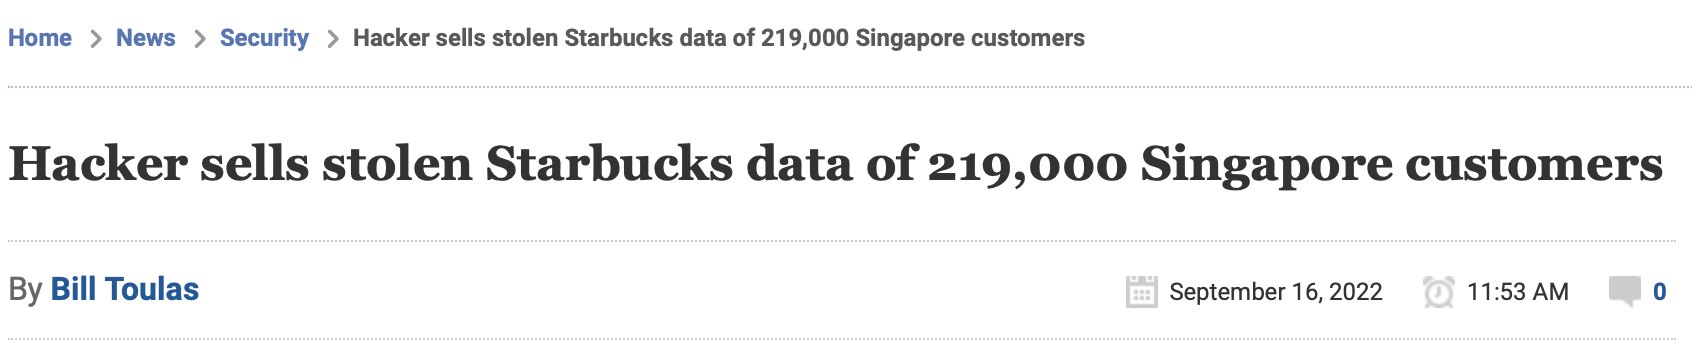 Home > News > Security > Hacker sells stolen Starbucks data of 219,000 Singapore customers
Hacker sells stolen Starbucks data of 219,000 Singapore customers
By Bill Toulas September 16, 2022 11:53 AM 0